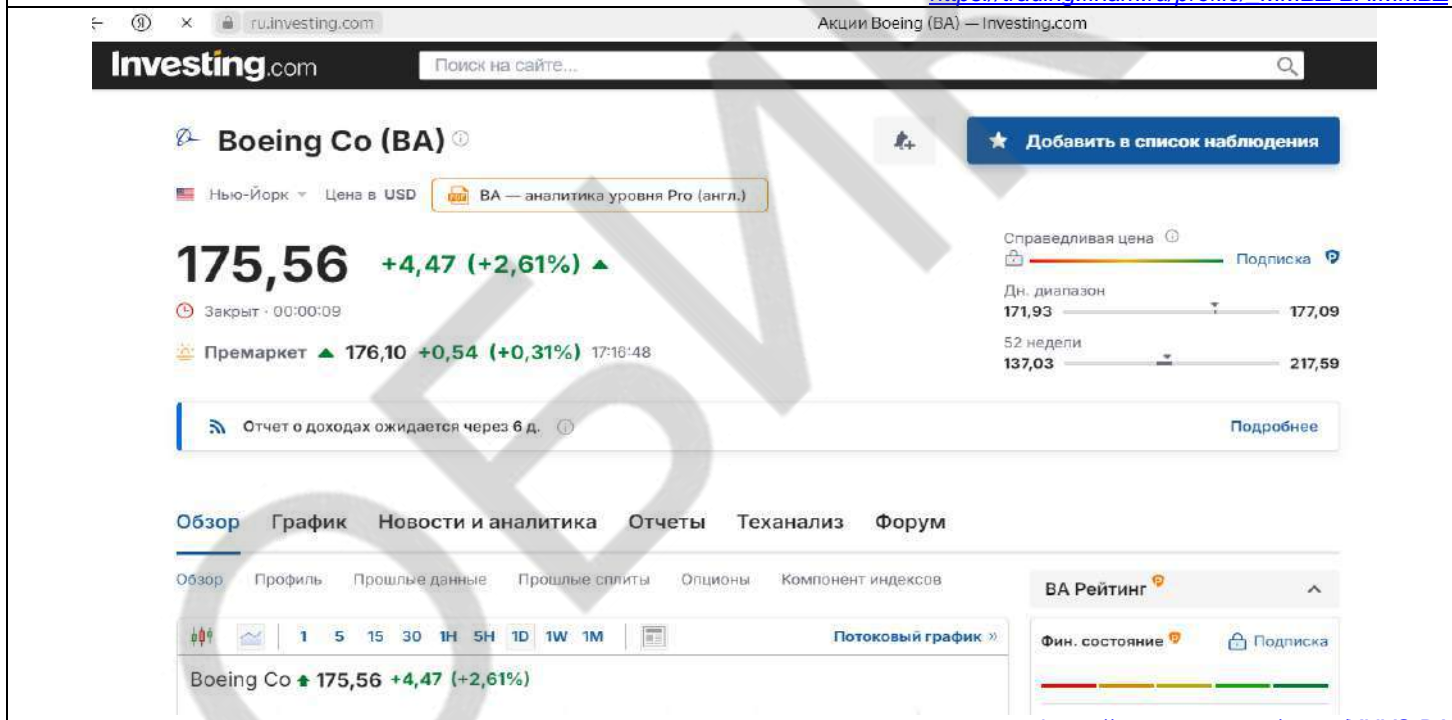 ru.investing.com
Акции Boeing (BA) — Investing.com
Investing.com
Поиск на сайте...
Boeing Co (BA)
Добавить в список наблюдения
Нью-Йорк
Цена в USD
BA — аналитика уровня Pro (англ.)
175,56 +4,47 (+2,61%)
Закрыт · 00:00:09
Премаркет 176,10 +0,54 (+0,31%) 17:16:48
Справедливая цена
Подписка
Дн. диапазон
171,93 177,09
52 недели
137,03 217,59
Отчет о доходах ожидается через 6 д.
Подробнее
Обзор График Новости и аналитика Отчеты Теханализ Форум
Обзор Профиль Прошлые данные Прошлые сплиты Опционы Компонент индексов
BA Рейтинг
1 5 15 30 1H 5H 1D 1W 1M
Потоковый график »
Фин. состояние
Подписка
Boeing Co 175,56 +4,47 (+2,61%)